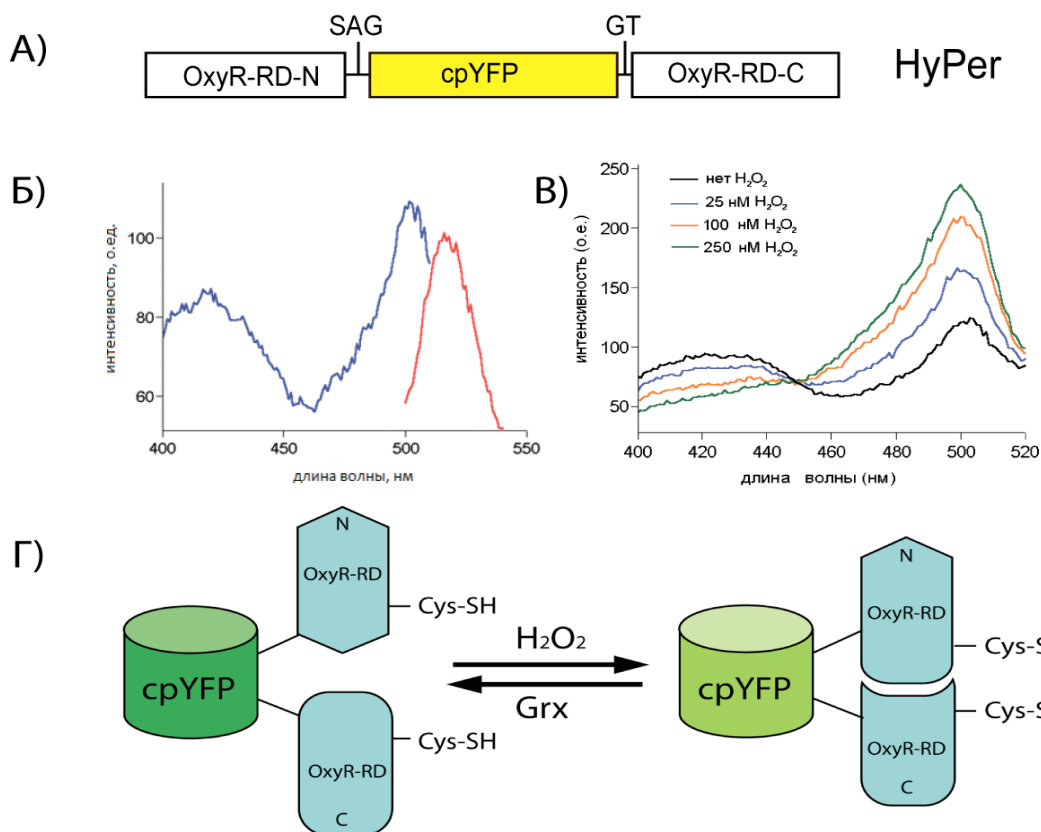 А)
SAG
GT
OxyR-RD-N
cpYFP
OxyR-RD-C
HyPer
Б)
интенсивность, о.ед.
100
80
60
400
450
500
550
длина волны, нм
В)
интенсивность (о.е.)
250
200
150
100
50
нет H₂O₂
25 нМ H₂O₂
100 нМ H₂O₂
250 нМ H₂O₂
400
420
440
460
480
500
520
длина волны (нм)
Г)
N
OxyR-RD
Cys-SH
cpYFP
Cys-SH
OxyR-RD
C
H₂O₂
Grx
N
OxyR-RD
Cys-S
cpYFP
Cys-S
OxyR-RD
C